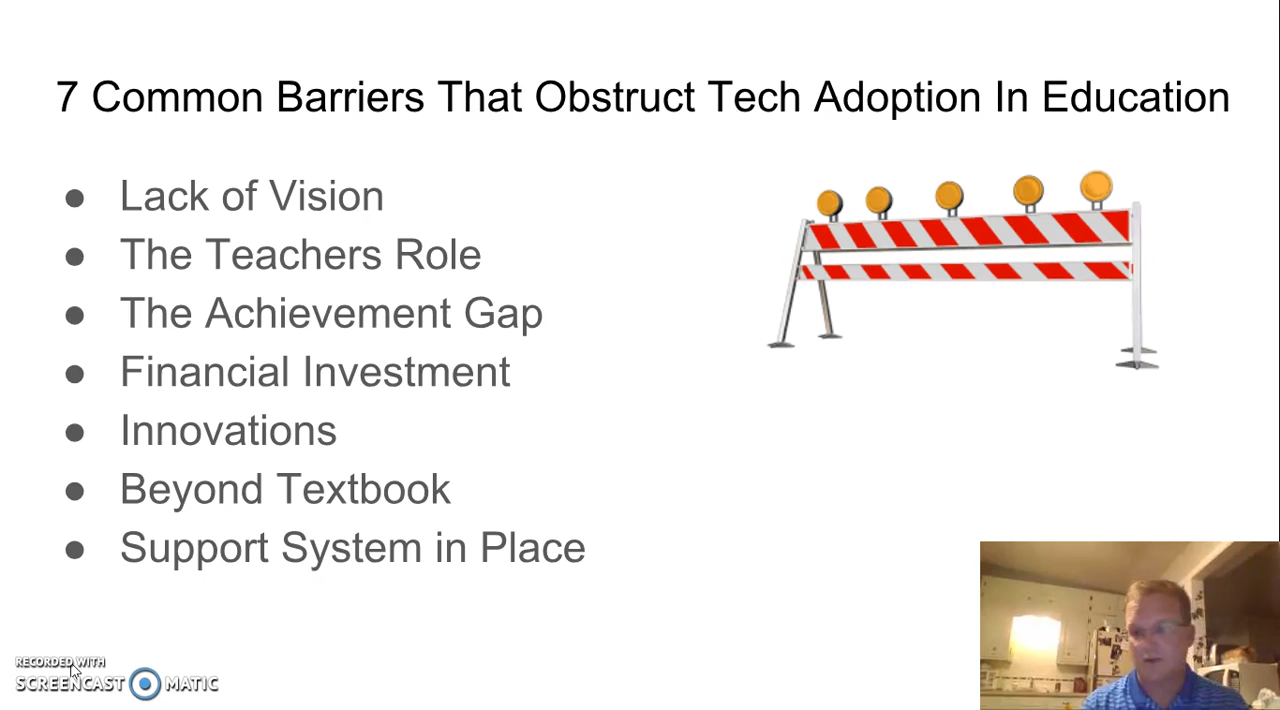 7 Common Barriers That Obstruct Tech Adoption In Education
● Lack of Vision
● The Teachers Role
● The Achievement Gap
● Financial Investment
● Innovations
● Beyond Textbook
● Support System in Place
RECORDED WITH
SCREENCAST MATIC